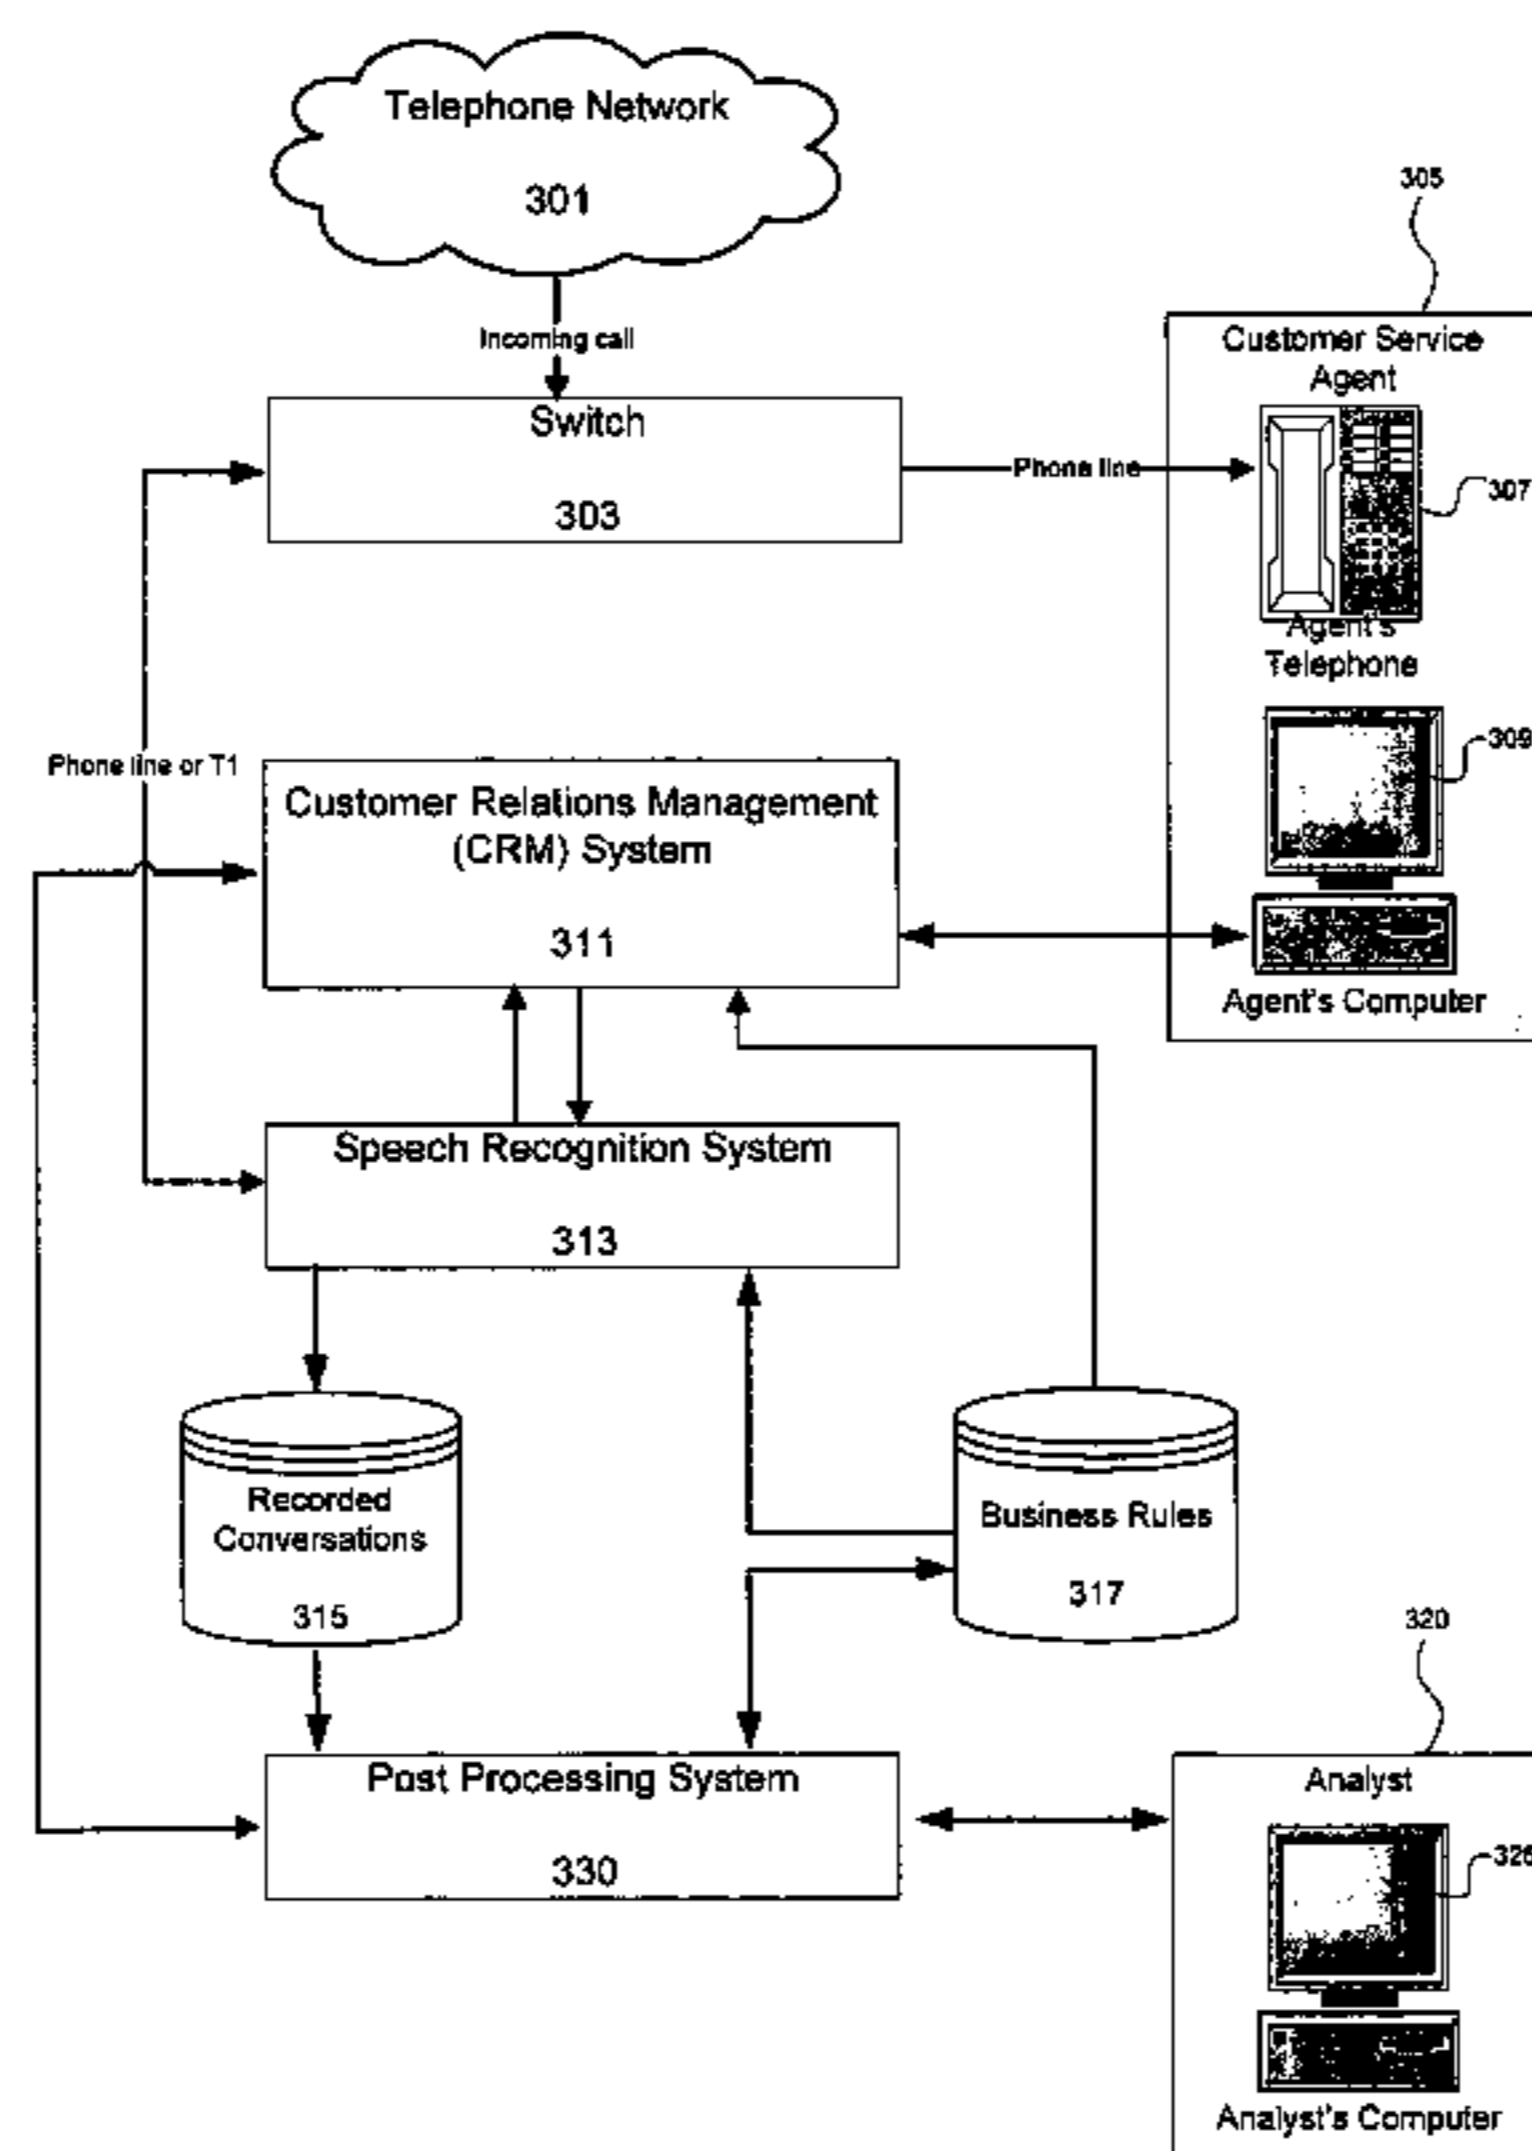 Telephone Network
301
Incoming call
305
Customer Service
Agent
Switch
303
Phone line
307
Agent's
Telephone
309
Phone line or T1
Customer Relations Management
(CRM) System
311
Agent's Computer
Speech Recognition System
313
Recorded
Conversations
315
Business Rules
317
320
Post Processing System
330
Analyst
Analyst's Computer